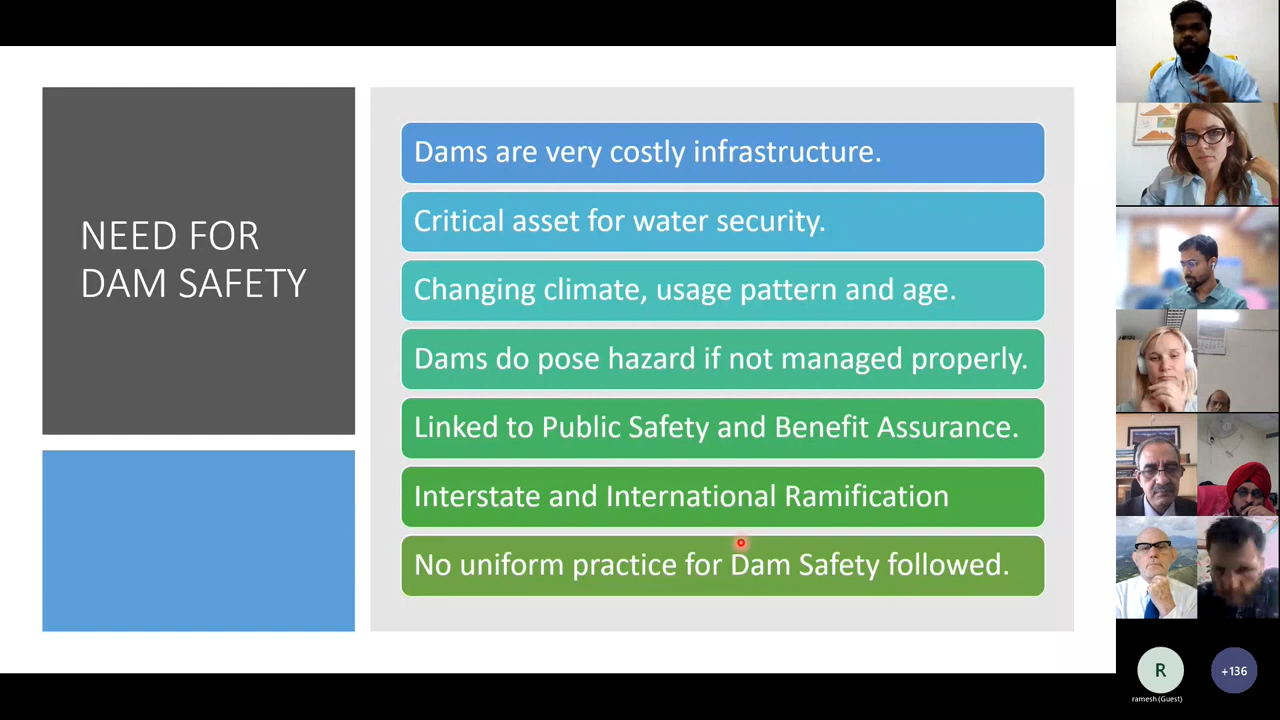 NEED FOR
DAM SAFETY
Dams are very costly infrastructure.
Critical asset for water security.
Changing climate, usage pattern and age.
Dams do pose hazard if not managed properly.
Linked to Public Safety and Benefit Assurance.
Interstate and International Ramification
No uniform practice for Dam Safety followed.
R
+136
ramesh (Guest)